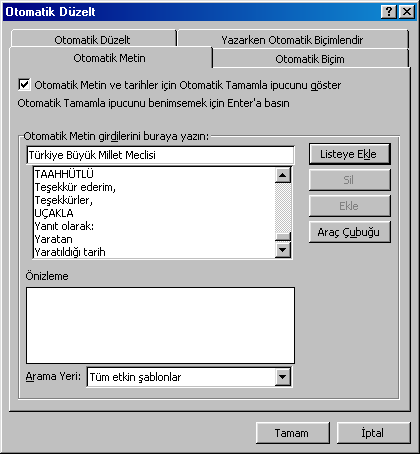 Otomatik Düzelt
Otomatik Düzelt
Yazarken Otomatik Biçimlendir
Otomatik Metin
Otomatik Biçim
Otomatik Metin ve tarihler için Otomatik Tamamla ipucunu göster
Otomatik Tamamla ipucunu benimsemek için Enter'a basın
Otomatik Metin girdilerini buraya yazın:
Türkiye Büyük Millet Meclisi
Listeye Ekle
TAAHHÜTLÜ
Teşekkür ederim,
Teşekkürler,
UÇAKLA
Yanıt olarak:
Yaratan
Yaratıldığı tarih
Sil
Ekle
Araç Çubuğu
Önizleme
Arama Yeri:
Tüm etkin şablonlar
Tamam
İptal